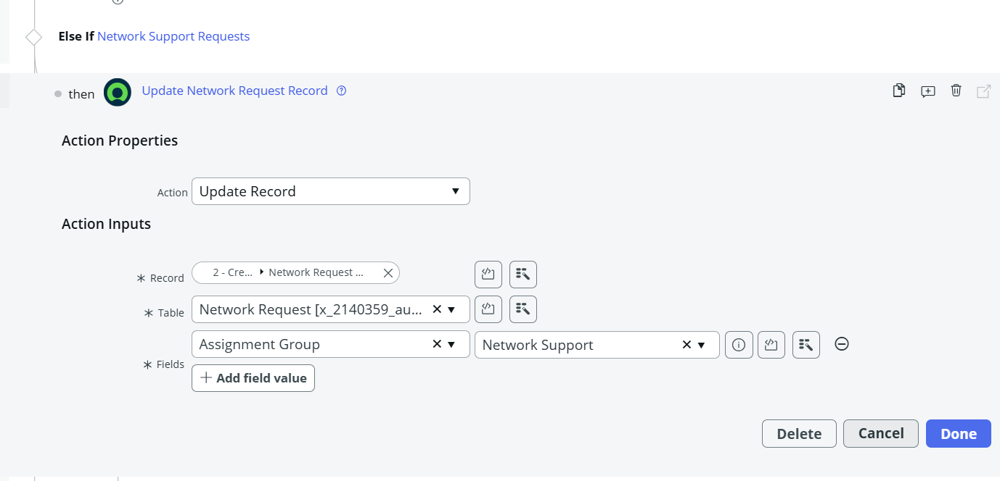 Else If Network Support Requests
then Update Network Request Record
Action Properties
Action Update Record
Action Inputs
* Record 2 - Cre... Network Request ...
* Table Network Request [x_2140359_au...
Assignment Group Network Support
* Fields
+ Add field value
Delete Cancel Done